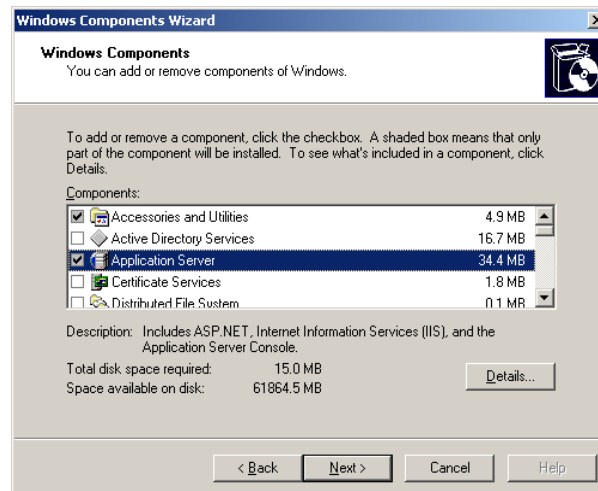 Windows Components Wizard
Windows Components
You can add or remove components of Windows.
To add or remove a component, click the checkbox. A shaded box means that only
part of the component will be installed. To see what's included in a component, click
Details.
Components:
Accessories and Utilities 4.9 MB
Active Directory Services 16.7 MB
Application Server 34.4 MB
Certificate Services 1.8 MB
Distributed File System 0.1 MB
Description: Includes ASP.NET, Internet Information Services (IIS), and the
Application Server Console.
Total disk space required: 15.0 MB
Space available on disk: 61864.5 MB
Details...
< Back Next > Cancel Help